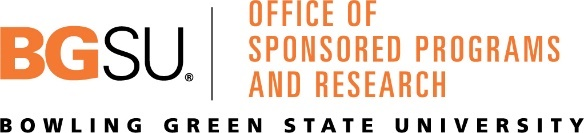 BGSU®
OFFICE OF
SPONSORED PROGRAMS
AND RESEARCH
BOWLING GREEN STATE UNIVERSITY